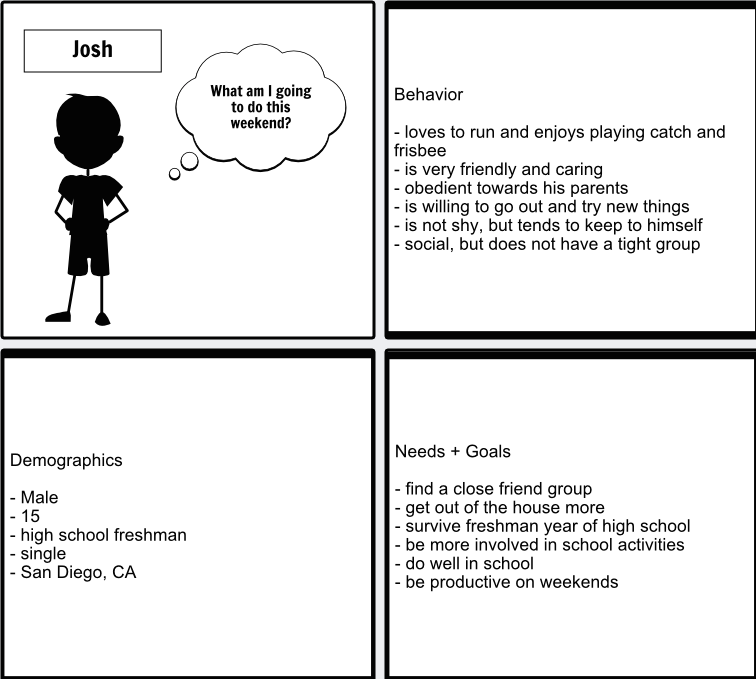 Josh
What am I going
to do this
weekend?
Behavior
- loves to run and enjoys playing catch and
frisbee
- is very friendly and caring
- obedient towards his parents
- is willing to go out and try new things
- is not shy, but tends to keep to himself
- social, but does not have a tight group
Demographics
- Male
- 15
- high school freshman
- single
- San Diego, CA
Needs + Goals
- find a close friend group
- get out of the house more
- survive freshman year of high school
- be more involved in school activities
- do well in school
- be productive on weekends